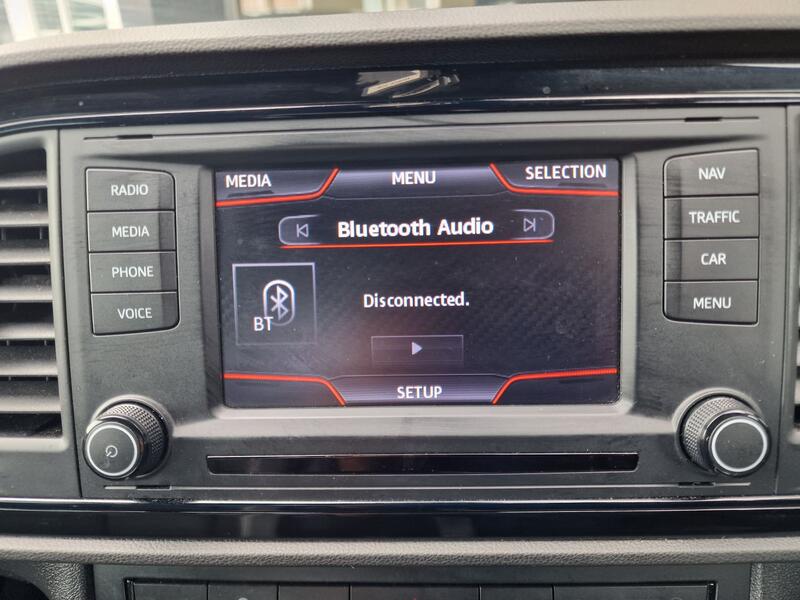 RADIO
MEDIA
PHONE
VOICE
MEDIA
MENU
SELECTION
Bluetooth Audio
BT
Disconnected.
SETUP
NAV
TRAFFIC
CAR
MENU